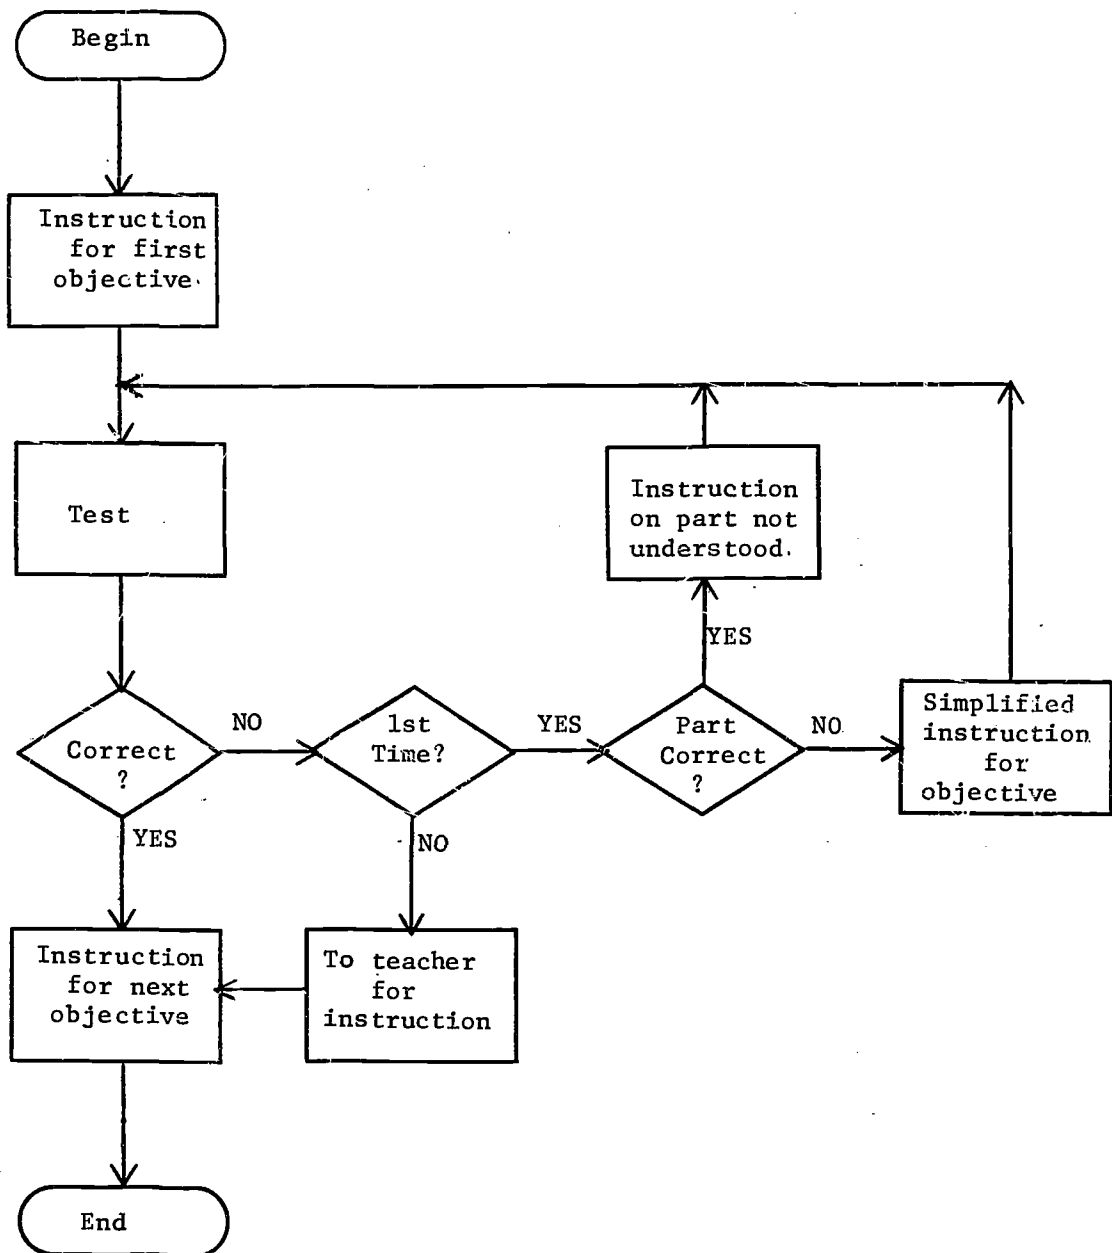 Begin
Instruction
for first
objective.
Test
Instruction
on part not
understood.
YES
Correct
?
NO
1st
Time?
YES
Part
Correct
?
NO
Simplified
instruction
for
objective
YES
NO
Instruction
for next
objective
To teacher
for
instruction
End